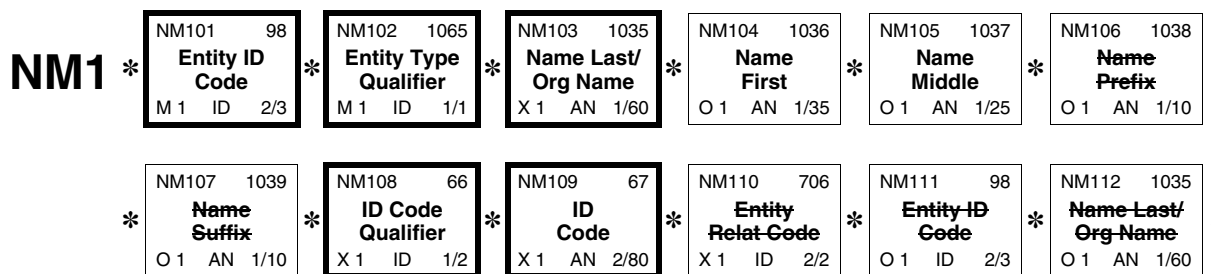 NM1 * NM101 98 * NM102 1065 * NM103 1035 * NM104 1036 * NM105 1037 * NM106 1038
Entity ID Entity Type Name Last/ Name Name Name
Code Qualifier Org Name First Middle Prefix
M 1 ID 2/3 M 1 ID 1/1 X 1 AN 1/60 O 1 AN 1/35 O 1 AN 1/25 O 1 AN 1/10
* NM107 1039 * NM108 66 * NM109 67 * NM110 706 * NM111 98 * NM112 1035
Name ID Code ID Entity Entity ID Name Last/
Suffix Qualifier Code Relat Code Code Org Name
O 1 AN 1/10 X 1 ID 1/2 X 1 AN 2/80 X 1 ID 2/2 O 1 ID 2/3 O 1 AN 1/60